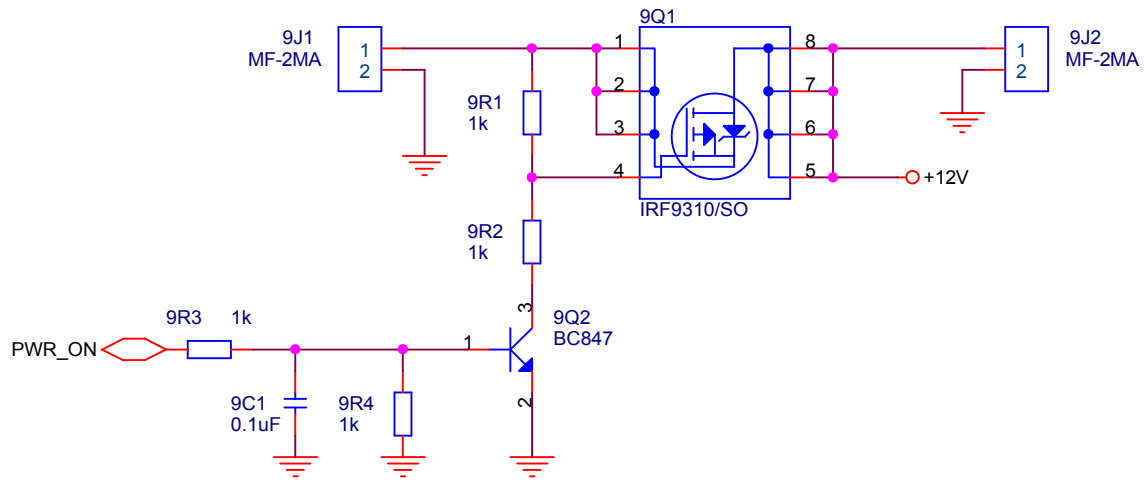 9Q1
9J1
MF-2MA
1
2
1
2
3
4
8
7
6
5
9J2
MF-2MA
1
2
9R1
1k
+12V
IRF9310/SO
9R2
1k
3
9Q2
BC847
9R3 1k
PWR_ON
1
2
9C1
0.1uF
9R4
1k